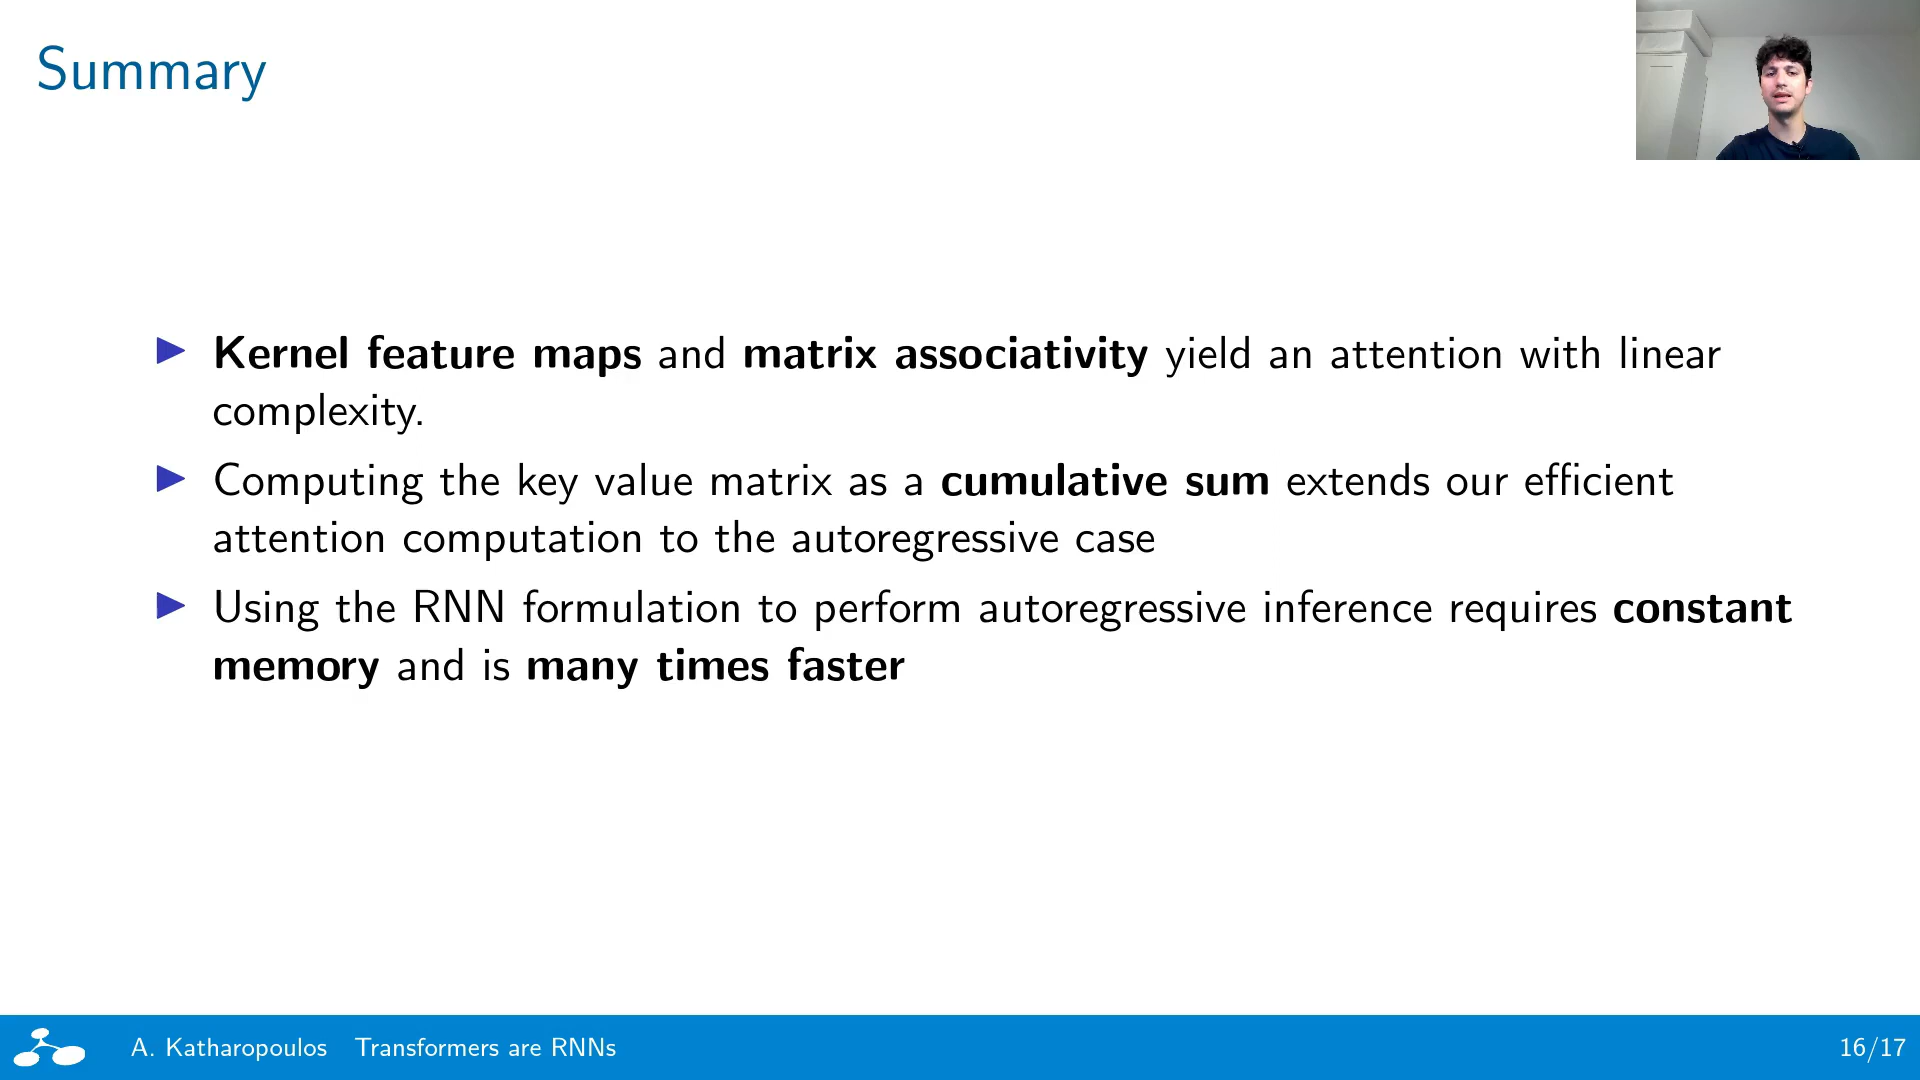 Summary
Kernel feature maps and matrix associativity yield an attention with linear
complexity.
Computing the key value matrix as a cumulative sum extends our efficient
attention computation to the autoregressive case
Using the RNN formulation to perform autoregressive inference requires constant
memory and is many times faster
A. Katharopoulos Transformers are RNNs 16/17